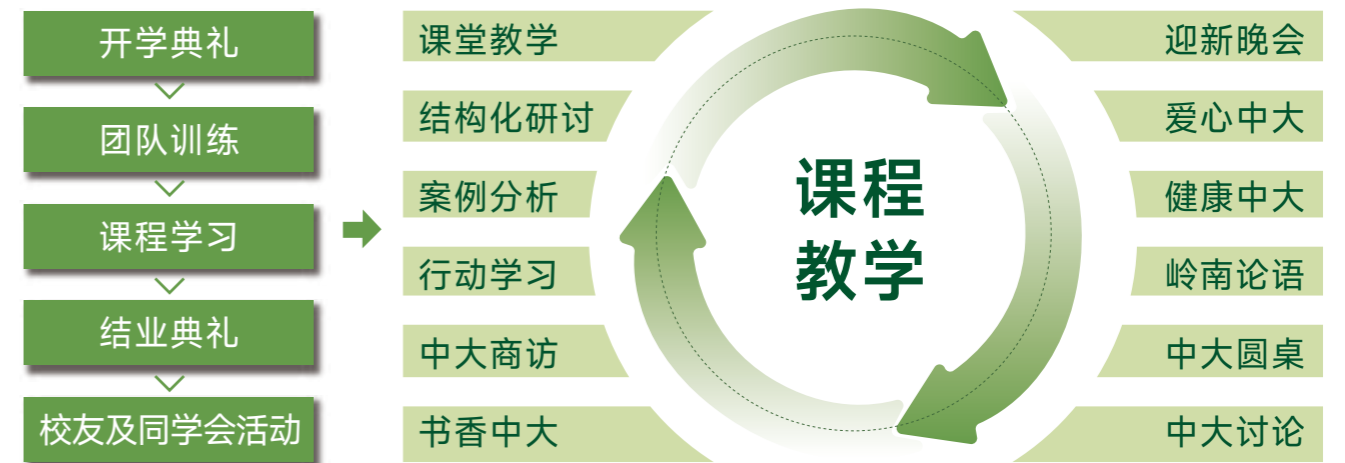 开学典礼
团队训练
课程学习
结业典礼
校友及同学会活动
课堂教学
结构化研讨
案例分析
行动学习
中大商访
书香中大
课程
教学
迎新晚会
爱心中大
健康中大
岭南论语
中大圆桌
中大讨论